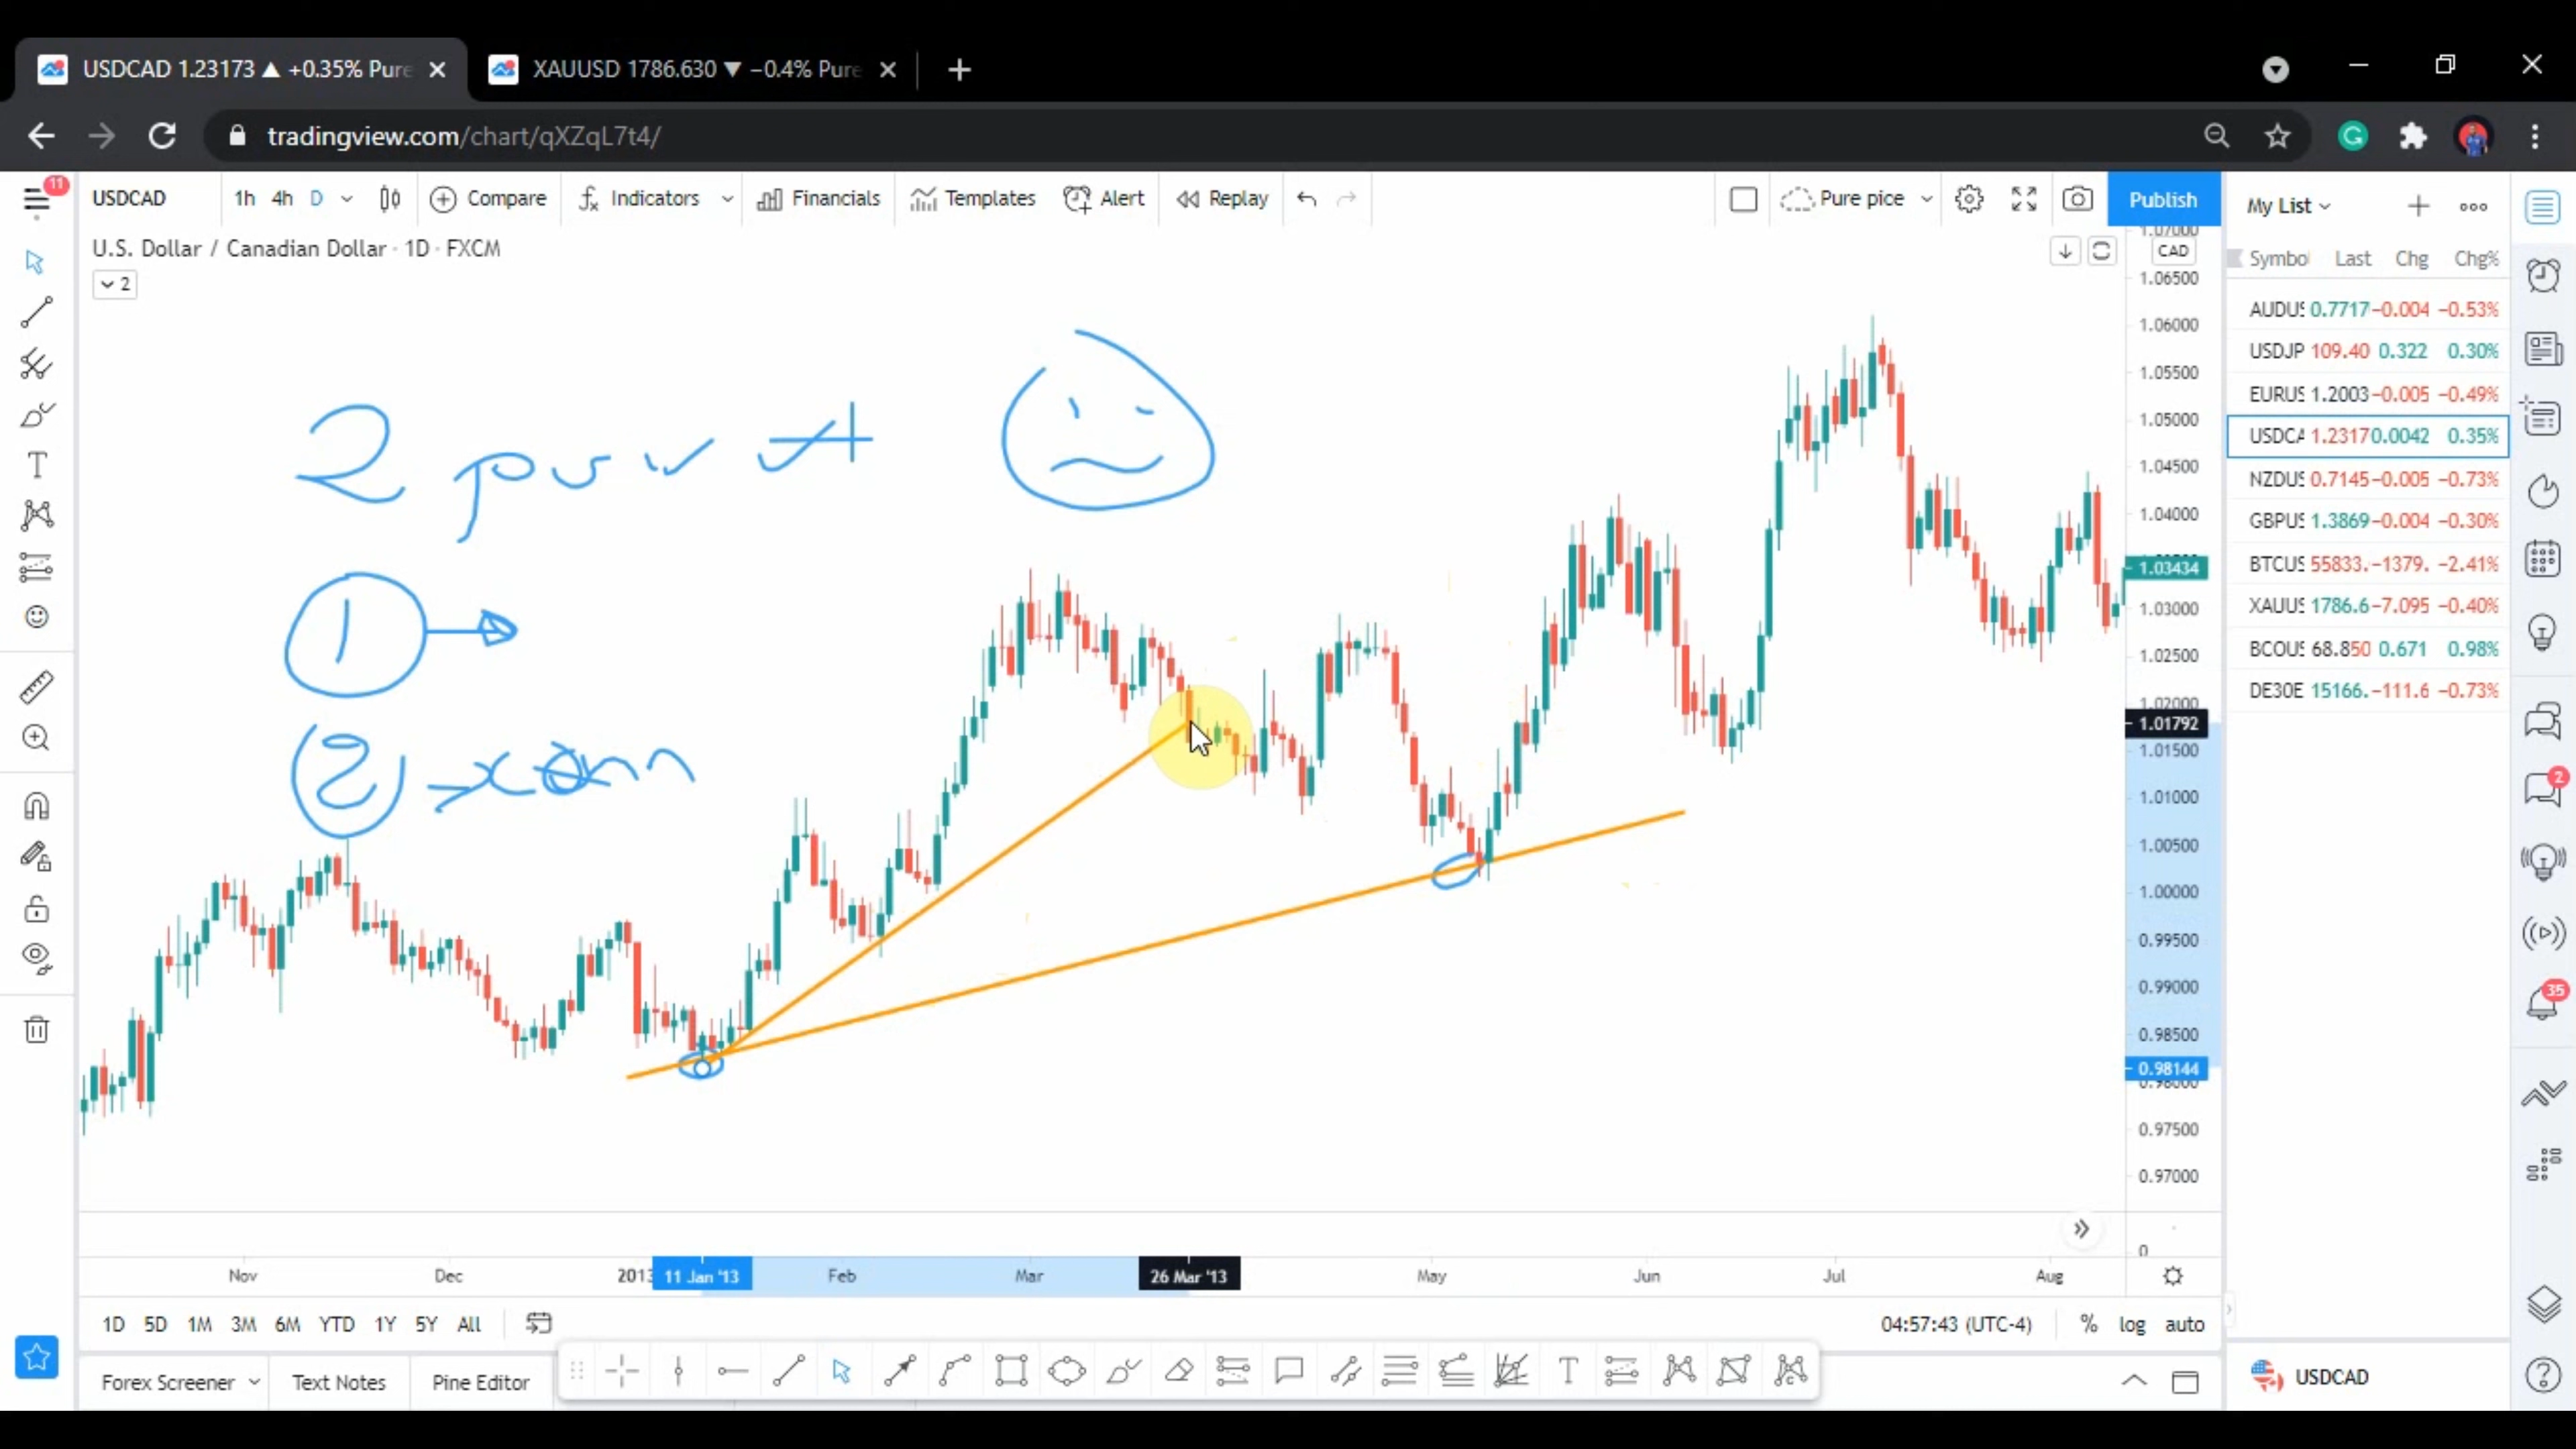 USDCAD 1.23173 ▲ +0.35% Pure
XAUUSD 1786.630 ▼ −0.4% Pure
tradingview.com/chart/qXZqL7t4/
11
USDCAD 1h 4h D Compare Indicators Financials Templates Alert Replay Pure pice Publish
U.S. Dollar / Canadian Dollar · 1D · FXCM
2
CAD
1.07000
1.06500
1.06000
1.05500
1.05000
1.04500
1.04000
1.03434
1.03000
1.02500
1.02000
1.01792
1.01500
1.01000
1.00500
1.00000
0.99500
0.99000
0.98500
0.98144
0.98000
0.97500
0.97000
0
2
1
2
Nov Dec 2013 11 Jan '13 Feb Mar 26 Mar '13 May Jun Jul Aug
1D 5D 1M 3M 6M YTD 1Y 5Y All
04:57:43 (UTC-4) % log auto
Forex Screener Text Notes Pine Editor
My List
Symbol Last Chg Chg%
AUDUS 0.7717 −0.004 −0.53%
USDJP 109.40 0.322 0.30%
EURUS 1.2003 −0.005 −0.49%
USDCA 1.2317 0.0042 0.35%
NZDUS 0.7145 −0.005 −0.73%
GBPUS 1.3869 −0.004 −0.30%
BTCUS 55833. −1379. −2.41%
XAUUS 1786.6 −7.095 −0.40%
BCOUS 68.850 0.671 0.98%
DE30E 15166. −111.6 −0.73%
2
35
USDCAD